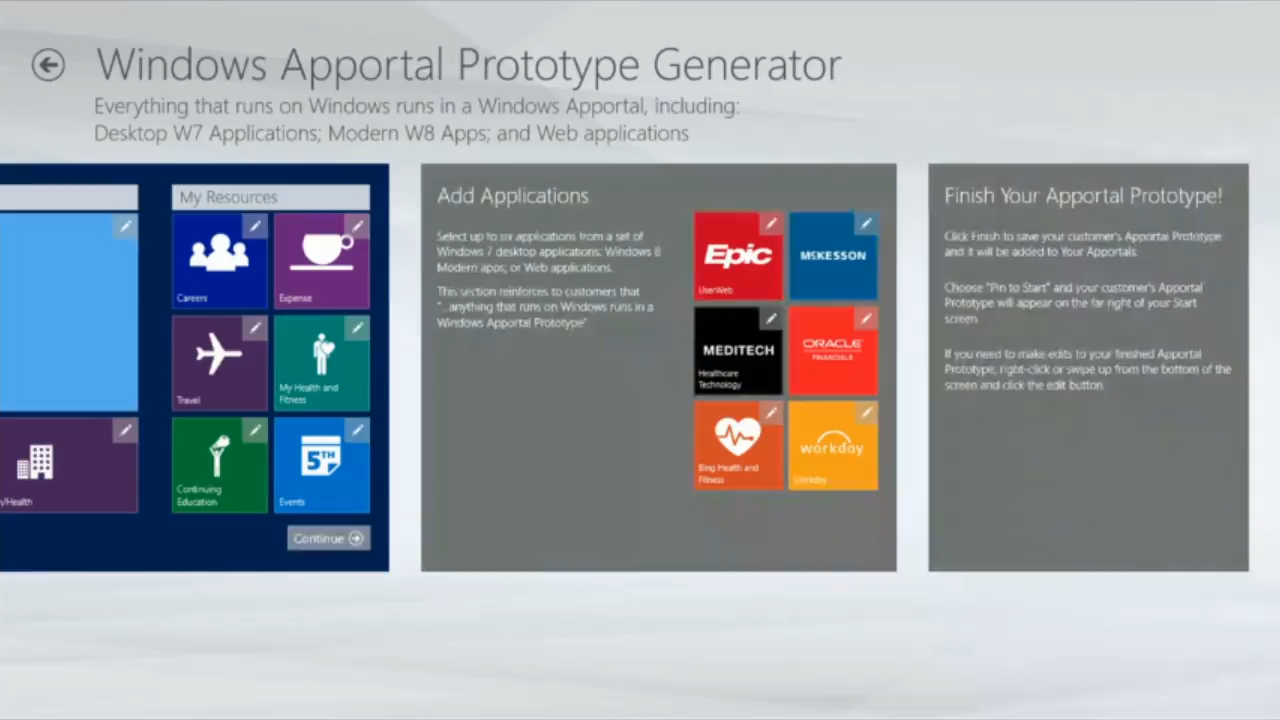 Windows Apportal Prototype Generator
Everything that runs on Windows runs in a Windows Apportal, including:
Desktop W7 Applications; Modern W8 Apps; and Web applications
My Resources
Careers
Expense
Travel
My Health and
Fitness
/Health
Continuing
Education
5TH
Events
Continue
Add Applications
Select up to six applications from a set of
Windows 7 desktop applications; Windows 8
Modern apps; or Web applications.
This section reinforces to customers that
"...anything that runs on Windows runs in a
Windows Apportal Prototype"
Epic
UserWeb
MCKESSON
MEDITECH
Healthcare
Technology
ORACLE
FINANCIALS
Bing Health and
Fitness
workday
Workday
Finish Your Apportal Prototype!
Click Finish to save your customer's Apportal Prototype
and it will be added to Your Apportals.
Choose "Pin to Start" and your customer's Apportal
Prototype will appear on the far right of your Start
screen.
If you need to make edits to your finished Apportal
Prototype, right-click or swipe up from the bottom of the
screen and click the edit button.